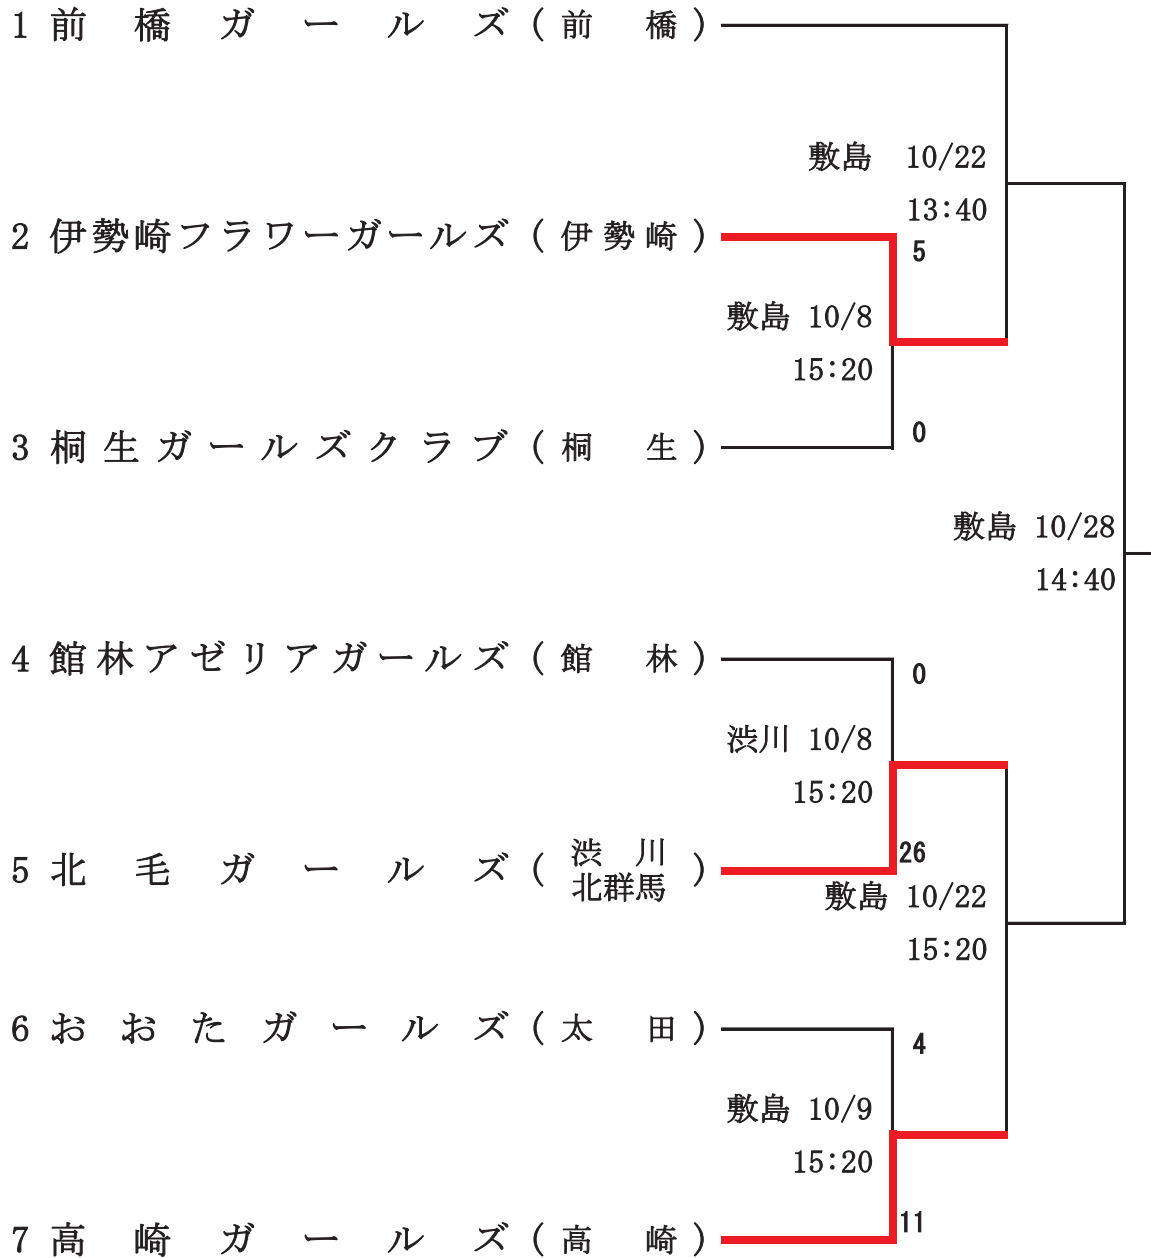 1 前橋ガールズ(前橋)
敷島 10/22
13:40
2 伊勢崎フラワーガールズ(伊勢崎)
5
敷島 10/8
15:20
3 桐生ガールズクラブ(桐生)
0
敷島 10/28
14:40
4 館林アゼリアガールズ(館林)
0
渋川 10/8
15:20
5 北毛ガールズ(渋川北群馬)
26
敷島 10/22
15:20
6 おおたガールズ(太田)
4
敷島 10/9
15:20
7 高崎ガールズ(高崎)
11